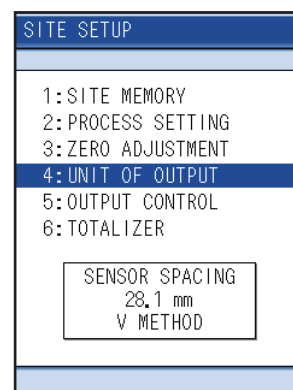 SITE SETUP
1:SITE MEMORY
2:PROCESS SETTING
3:ZERO ADJUSTMENT
4:UNIT OF OUTPUT
5:OUTPUT CONTROL
6:TOTALIZER
SENSOR SPACING
28.1 mm
V METHOD